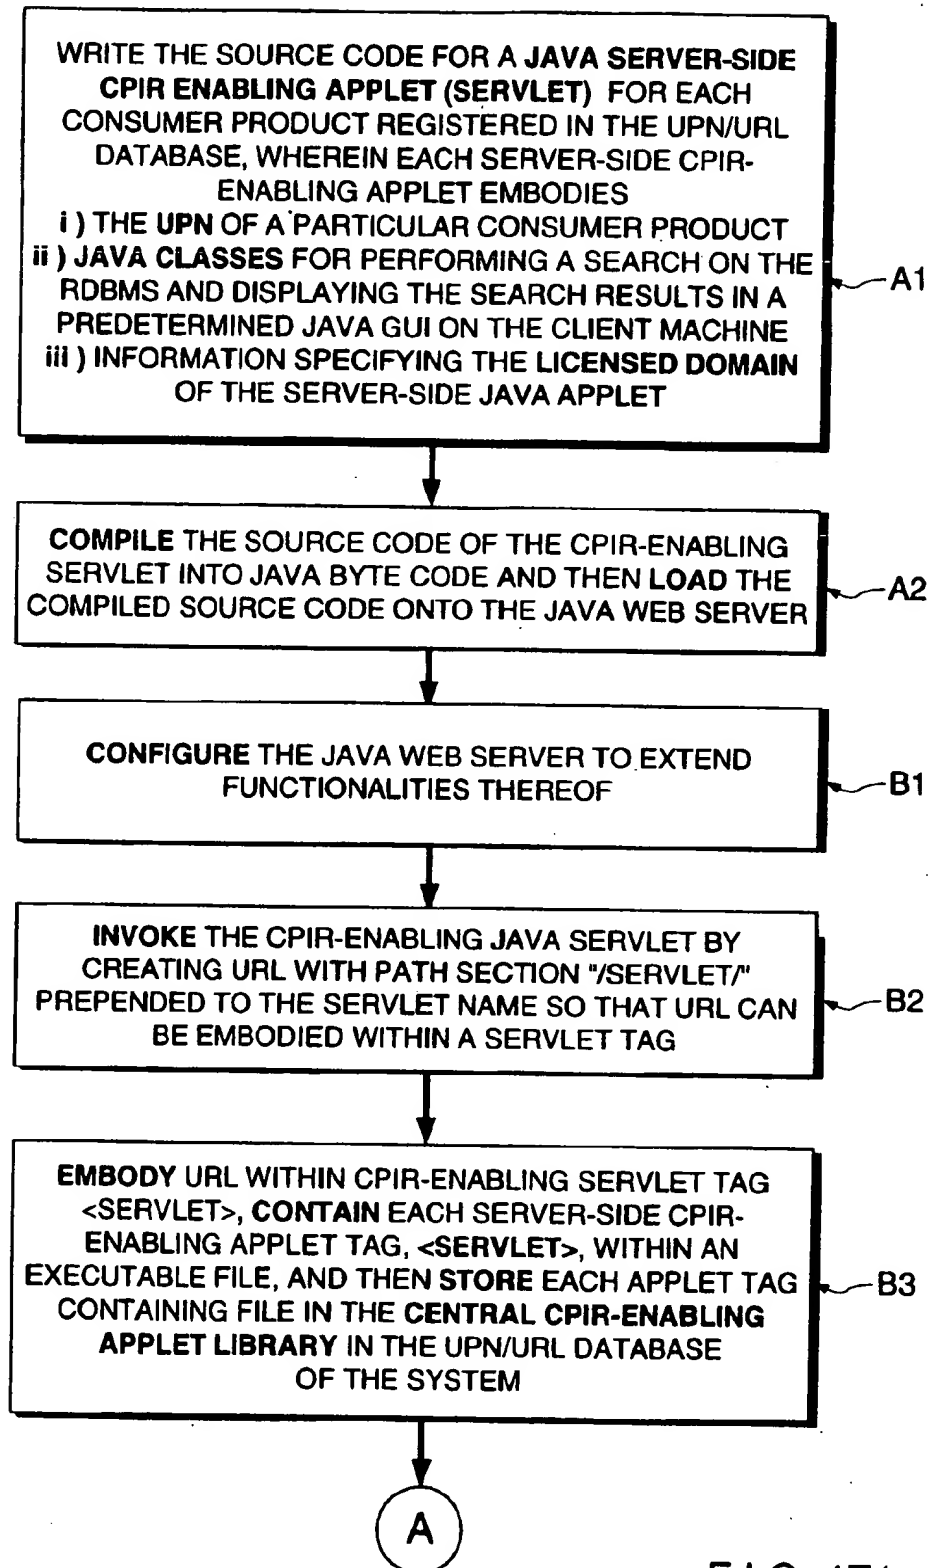 WRITE THE SOURCE CODE FOR A JAVA SERVER-SIDE
CPIR ENABLING APPLET (SERVLET) FOR EACH
CONSUMER PRODUCT REGISTERED IN THE UPN/URL
DATABASE, WHEREIN EACH SERVER-SIDE CPIR-
ENABLING APPLET EMBODIES
i ) THE UPN OF A PARTICULAR CONSUMER PRODUCT
ii ) JAVA CLASSES FOR PERFORMING A SEARCH ON THE
RDBMS AND DISPLAYING THE SEARCH RESULTS IN A
PREDETERMINED JAVA GUI ON THE CLIENT MACHINE
iii ) INFORMATION SPECIFYING THE LICENSED DOMAIN
OF THE SERVER-SIDE JAVA APPLET
A1
COMPILE THE SOURCE CODE OF THE CPIR-ENABLING
SERVLET INTO JAVA BYTE CODE AND THEN LOAD THE
COMPILED SOURCE CODE ONTO THE JAVA WEB SERVER
A2
CONFIGURE THE JAVA WEB SERVER TO EXTEND
FUNCTIONALITIES THEREOF
B1
INVOKE THE CPIR-ENABLING JAVA SERVLET BY
CREATING URL WITH PATH SECTION "/SERVLET/"
PREPENDED TO THE SERVLET NAME SO THAT URL CAN
BE EMBODIED WITHIN A SERVLET TAG
B2
EMBODY URL WITHIN CPIR-ENABLING SERVLET TAG
<SERVLET>, CONTAIN EACH SERVER-SIDE CPIR-
ENABLING APPLET TAG, <SERVLET>, WITHIN AN
EXECUTABLE FILE, AND THEN STORE EACH APPLET TAG
CONTAINING FILE IN THE CENTRAL CPIR-ENABLING
APPLET LIBRARY IN THE UPN/URL DATABASE
OF THE SYSTEM
B3
A